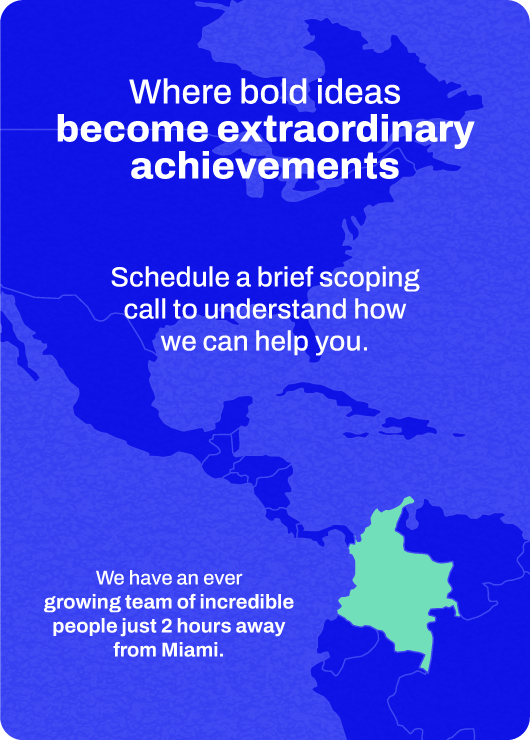 Where bold ideas
become extraordinary
achievements
Schedule a brief scoping
call to understand how
we can help you.
We have an ever
growing team of incredible
people just 2 hours away
from Miami.